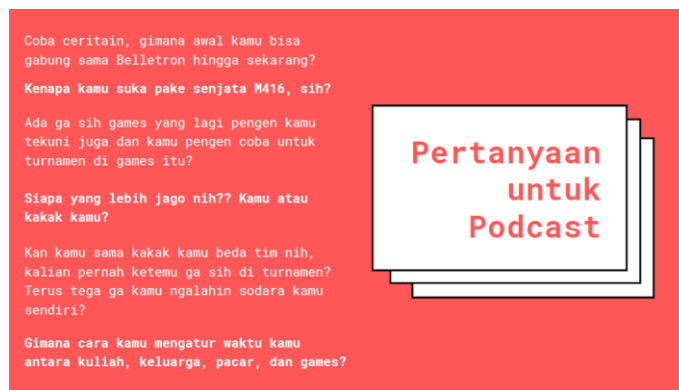 Coba ceritain, gimana awal kamu bisa
gabung sama Belletron hingga sekarang?
Kenapa kamu suka pake senjata M416, sih?
Ada ga sih games yang lagi pengen kamu
tekuni juga dan kamu pengen coba untuk
turnamen di games itu?
Siapa yang lebih jago nih?? Kamu atau
kakak kamu?
Kan kamu sama kakak kamu beda tim nih,
kalian pernah ketemu ga sih di turnamen?
Terus tega ga kamu ngalahin sodara kamu
sendiri?
Gimana cara kamu mengatur waktu kamu
antara kuliah, keluarga, pacar, dan games?
Pertanyaan
untuk
Podcast